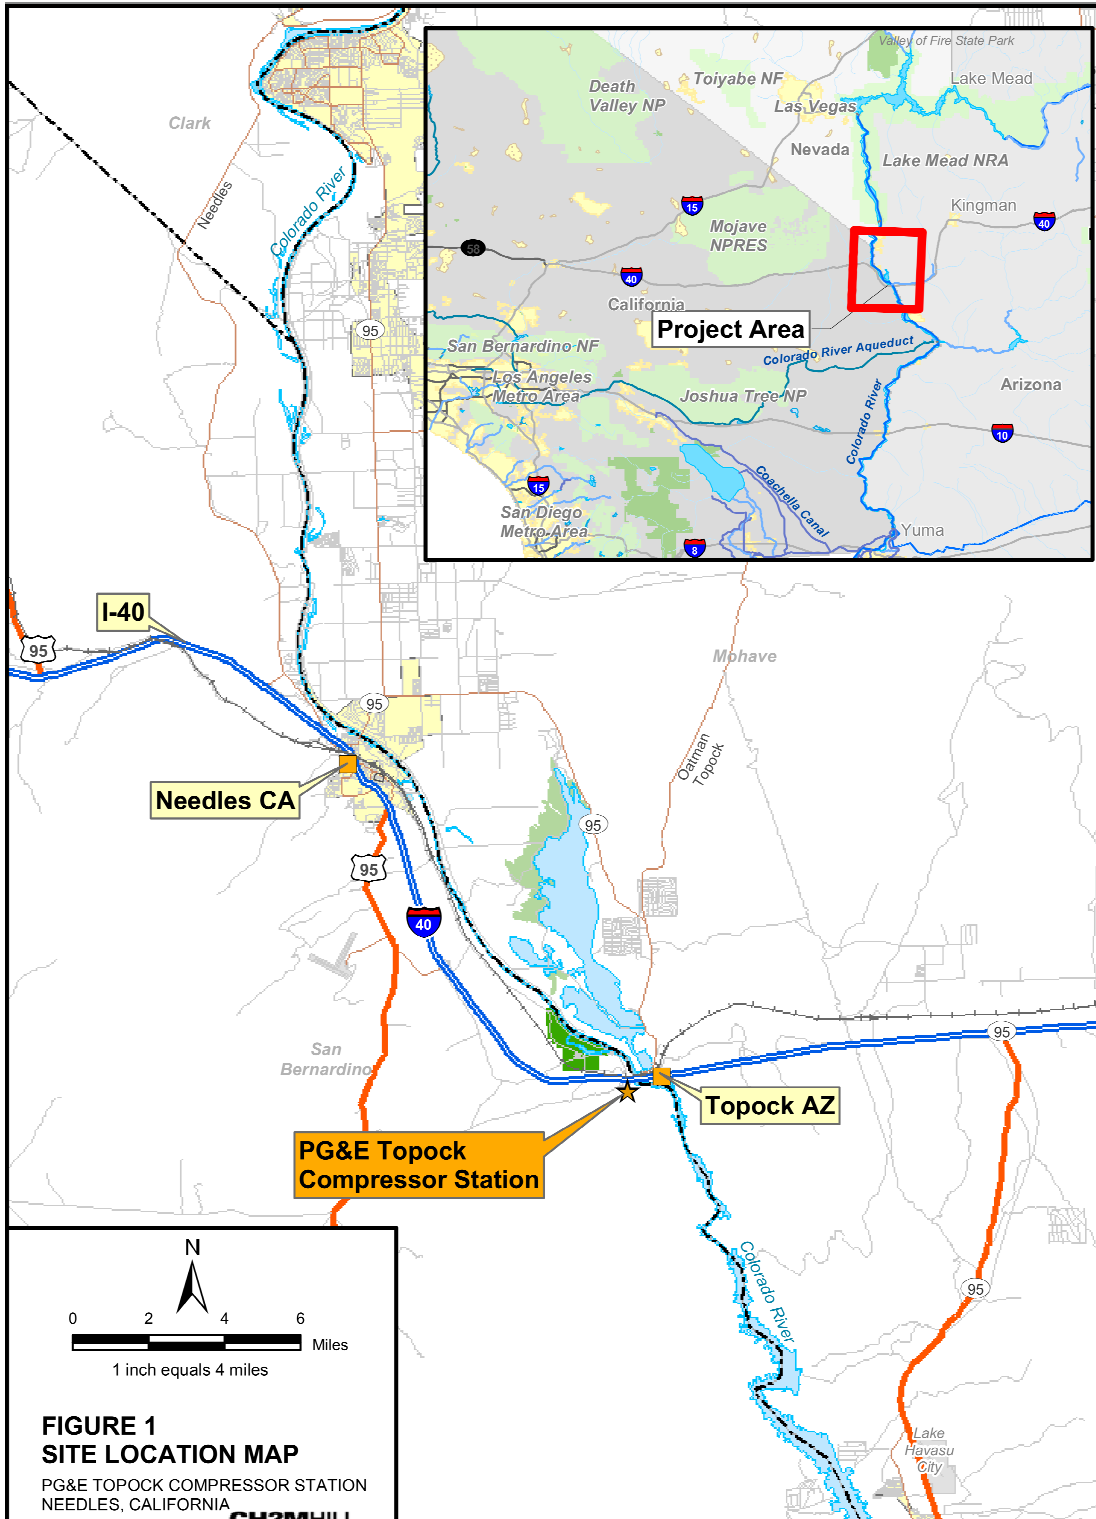 Clark
Needles
Colorado River
95
Valley of Fire State Park
Toiyabe NF
Lake Mead
Death
Valley NP
Las Vegas
Nevada
Lake Mead NRA
15
Kingman
40
Mojave
NPRES
58
40
California
Project Area
Colorado River Aqueduct
San Bernardino NF
Los Angeles
Metro Area
Joshua Tree NP
Arizona
Colorado River
10
15
Coachella Canal
San Diego
Metro Area
Yuma
8
I-40
95
Mohave
95
Oatman
Topock
Needles CA
95
95
40
San
Bernardino
95
Topock AZ
PG&E Topock
Compressor Station
Colorado River
95
Lake
Havasu
City
N
0 2 4 6
Miles
1 inch equals 4 miles
FIGURE 1
SITE LOCATION MAP
PG&E TOPOCK COMPRESSOR STATION
NEEDLES, CALIFORNIA
CH2MHILL